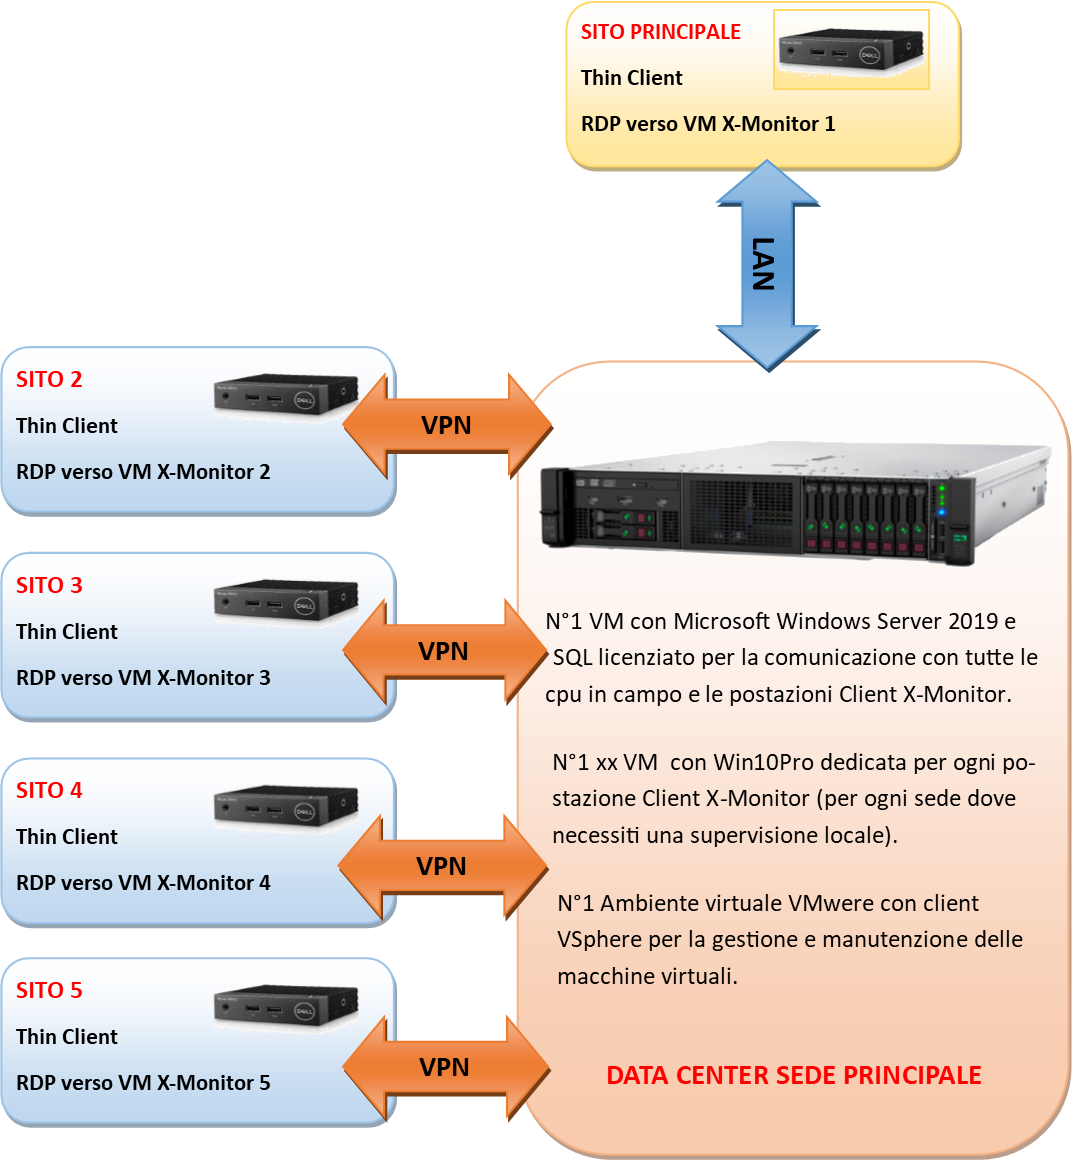 SITO PRINCIPALE
Thin Client
RDP verso VM X-Monitor 1
LAN
SITO 2
Thin Client
RDP verso VM X-Monitor 2
VPN
SITO 3
Thin Client
RDP verso VM X-Monitor 3
VPN
SITO 4
Thin Client
RDP verso VM X-Monitor 4
VPN
SITO 5
Thin Client
RDP verso VM X-Monitor 5
VPN
N°1 VM con Microsoft Windows Server 2019 e
SQL licenziato per la comunicazione con tutte le
cpu in campo e le postazioni Client X-Monitor.
N°1 xx VM  con Win10Pro dedicata per ogni po-
stazione Client X-Monitor (per ogni sede dove
necessiti una supervisione locale).
N°1 Ambiente virtuale VMwere con client
VSphere per la gestione e manutenzione delle
macchine virtuali.
DATA CENTER SEDE PRINCIPALE
DELL
DELL
DELL
DELL
DELL